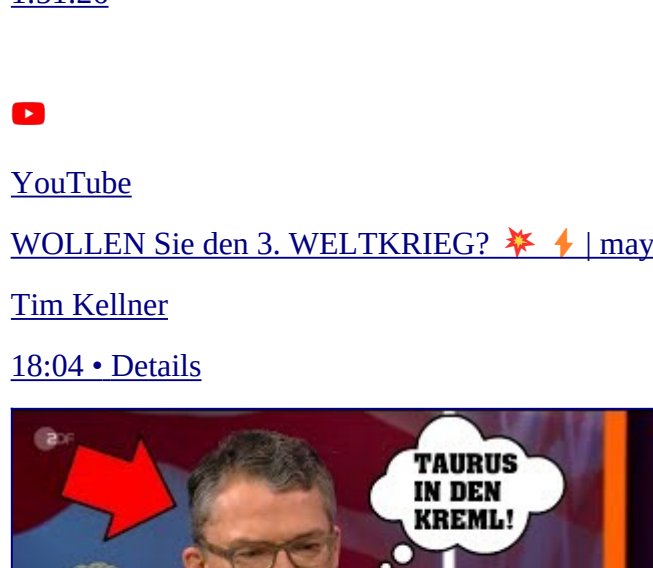 YouTube
WOLLEN Sie den 3. WELTKRIEG? 💥 ⚡ | may
Tim Kellner
18:04 • Details
ZDF
TAURUS
IN DEN
KREML!